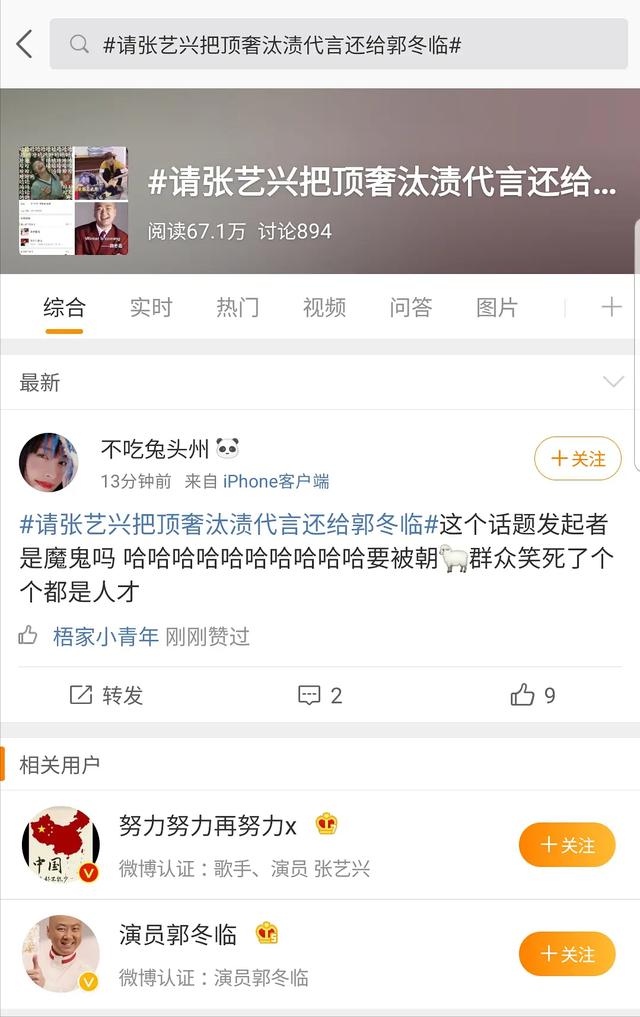 #请张艺兴把顶奢汰渍代言还给郭冬临#
#请张艺兴把顶奢汰渍代言还给...
阅读67.1万 讨论894
综合 实时 热门 视频 问答 图片
最新
不吃兔头州
13分钟前 来自 iPhone客户端
+关注
#请张艺兴把顶奢汰渍代言还给郭冬临#这个话题发起者
是魔鬼吗 哈哈哈哈哈哈哈哈哈哈要被朝🐑群众笑死了个
个都是人才
梧家小青年 刚刚赞过
转发 2 9
相关用户
努力努力再努力x
微博认证：歌手、演员 张艺兴
+关注
中国
演员郭冬临
微博认证：演员郭冬临
+关注